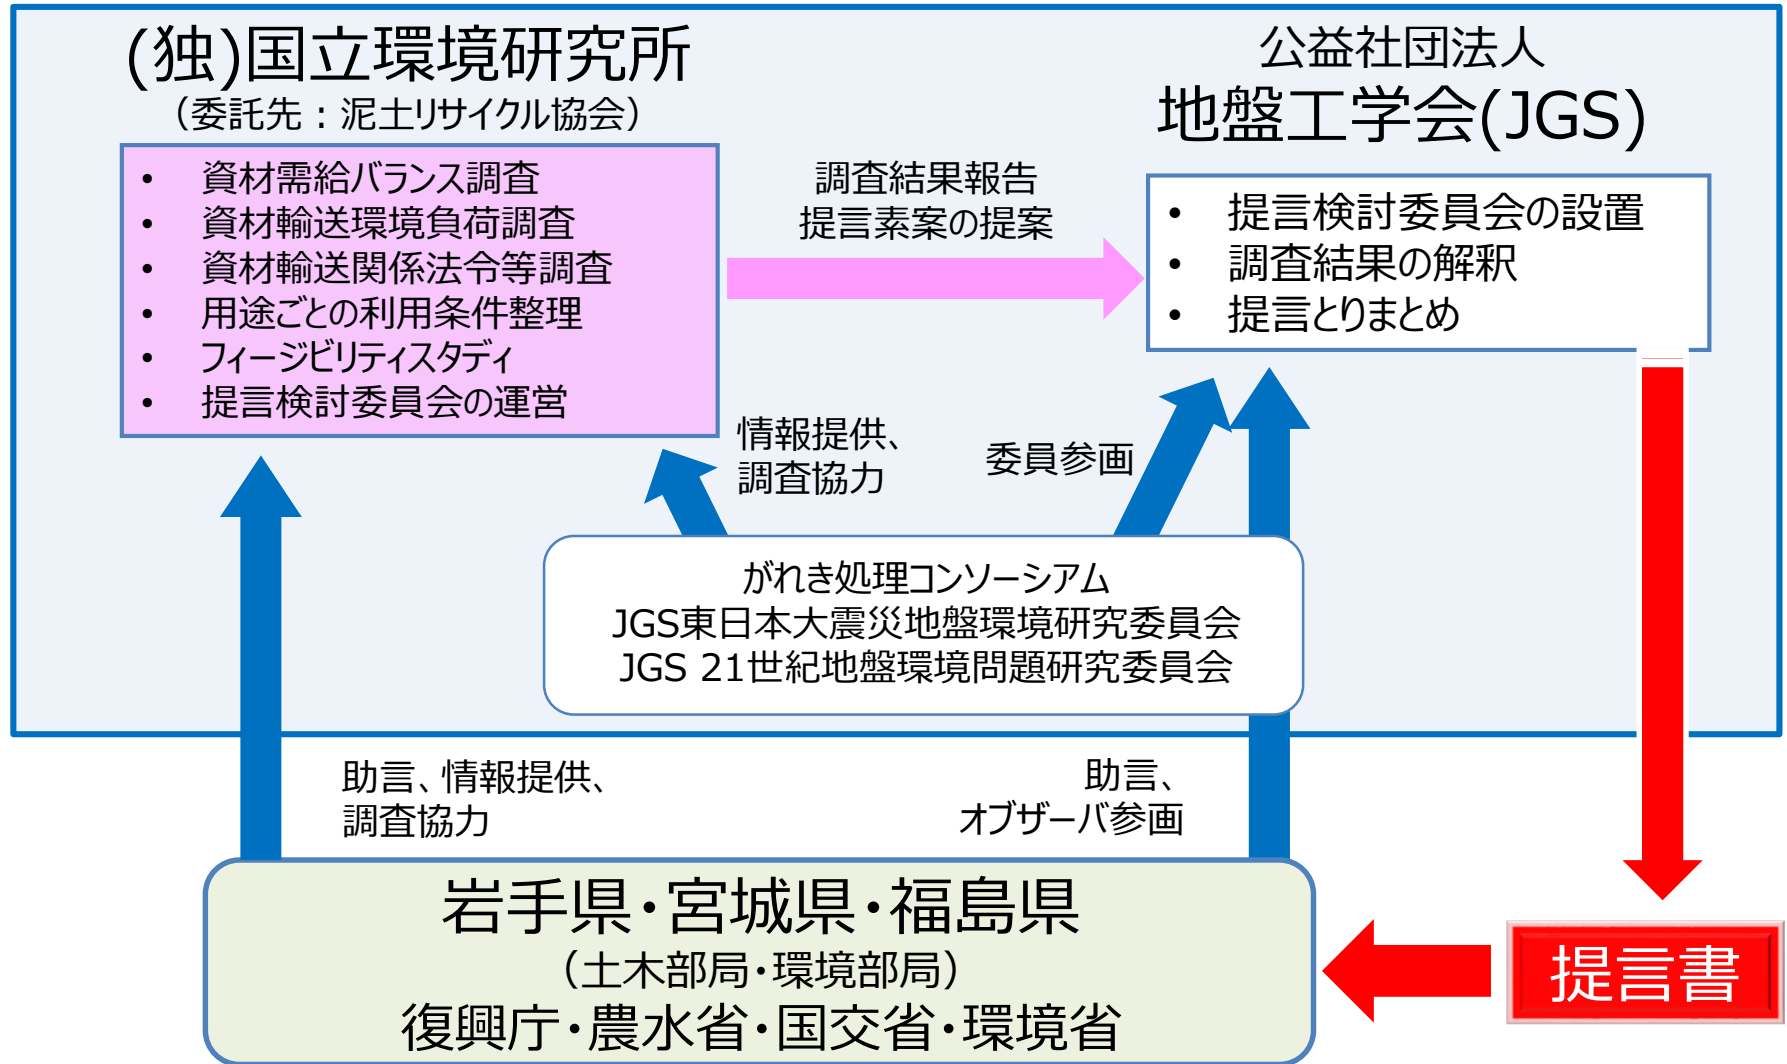 (独)国立環境研究所
（委託先：泥土リサイクル協会）
• 資材需給バランス調査
• 資材輸送環境負荷調査
• 資材輸送関係法令等調査
• 用途ごとの利用条件整理
• フィージビリティスタディ
• 提言検討委員会の運営
調査結果報告
提言素案の提案
公益社団法人
地盤工学会(JGS)
• 提言検討委員会の設置
• 調査結果の解釈
• 提言とりまとめ
情報提供、
調査協力
委員参画
がれき処理コンソーシアム
JGS東日本大震災地盤環境研究委員会
JGS 21世紀地盤環境問題研究委員会
助言、情報提供、
調査協力
助言、
オブザーバ参画
岩手県・宮城県・福島県
（土木部局・環境部局）
復興庁・農水省・国交省・環境省
提言書